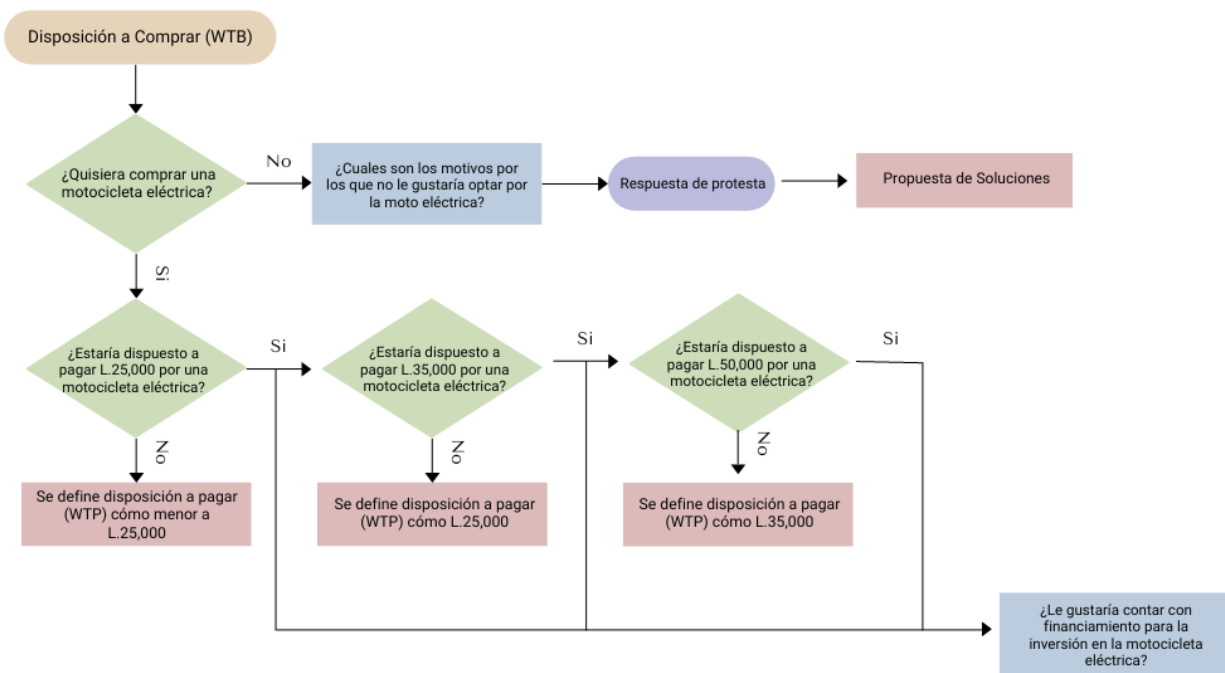 Disposición a Comprar (WTB)
¿Quisiera comprar una
motocicleta eléctrica?
No
¿Cuales son los motivos por
los que no le gustaría optar por
la moto eléctrica?
Respuesta de protesta
Propuesta de Soluciones
Si
¿Estaría dispuesto a
pagar L.25,000 por una
motocicleta eléctrica?
Si
¿Estaría dispuesto a
pagar L.35,000 por una
motocicleta eléctrica?
Si
¿Estaría dispuesto a
pagar L.50,000 por una
motocicleta eléctrica?
Si
No
No
No
Se define disposición a pagar
(WTP) cómo menor a
L.25,000
Se define disposición a pagar
(WTP) cómo L.25,000
Se define disposición a pagar
(WTP) cómo L.35,000
¿Le gustaría contar con
financiamiento para la
inversión en la motocicleta
eléctrica?